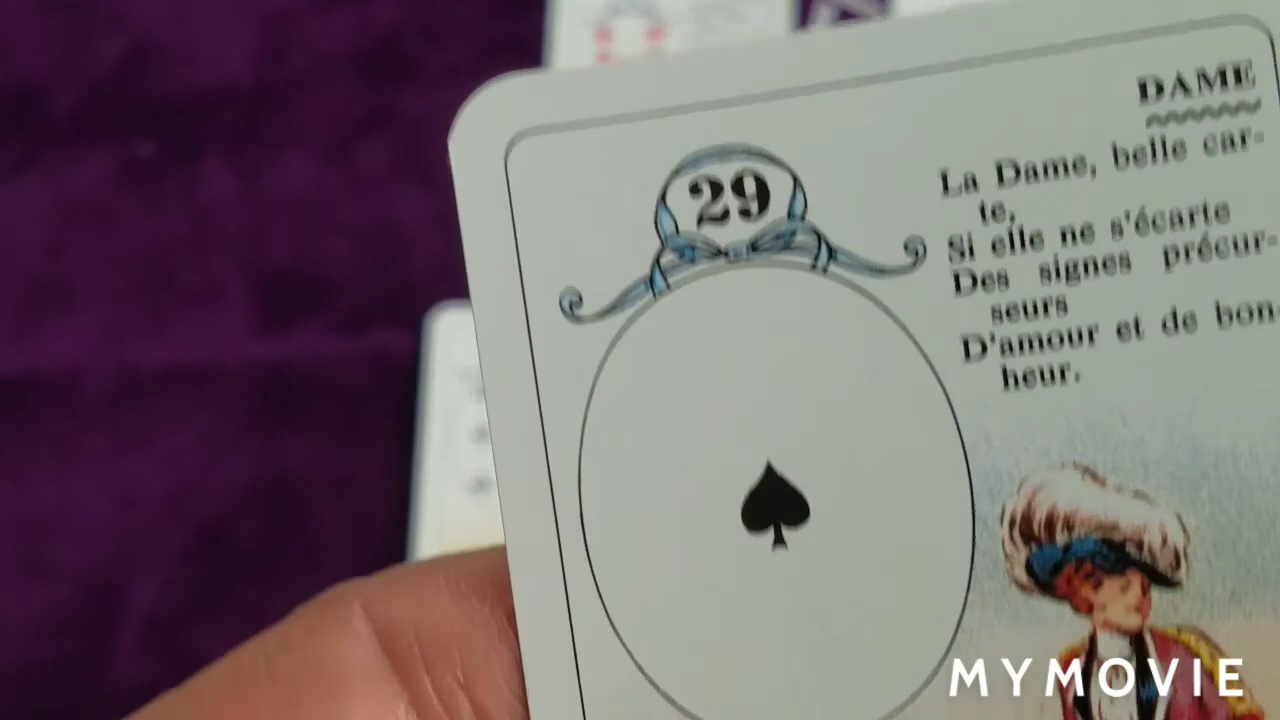 29
DAME
La Dame, belle car-
te,
Si elle ne s'écarte
Des signes précur-
seurs
D'amour et de bon-
heur.
MYMOVIE